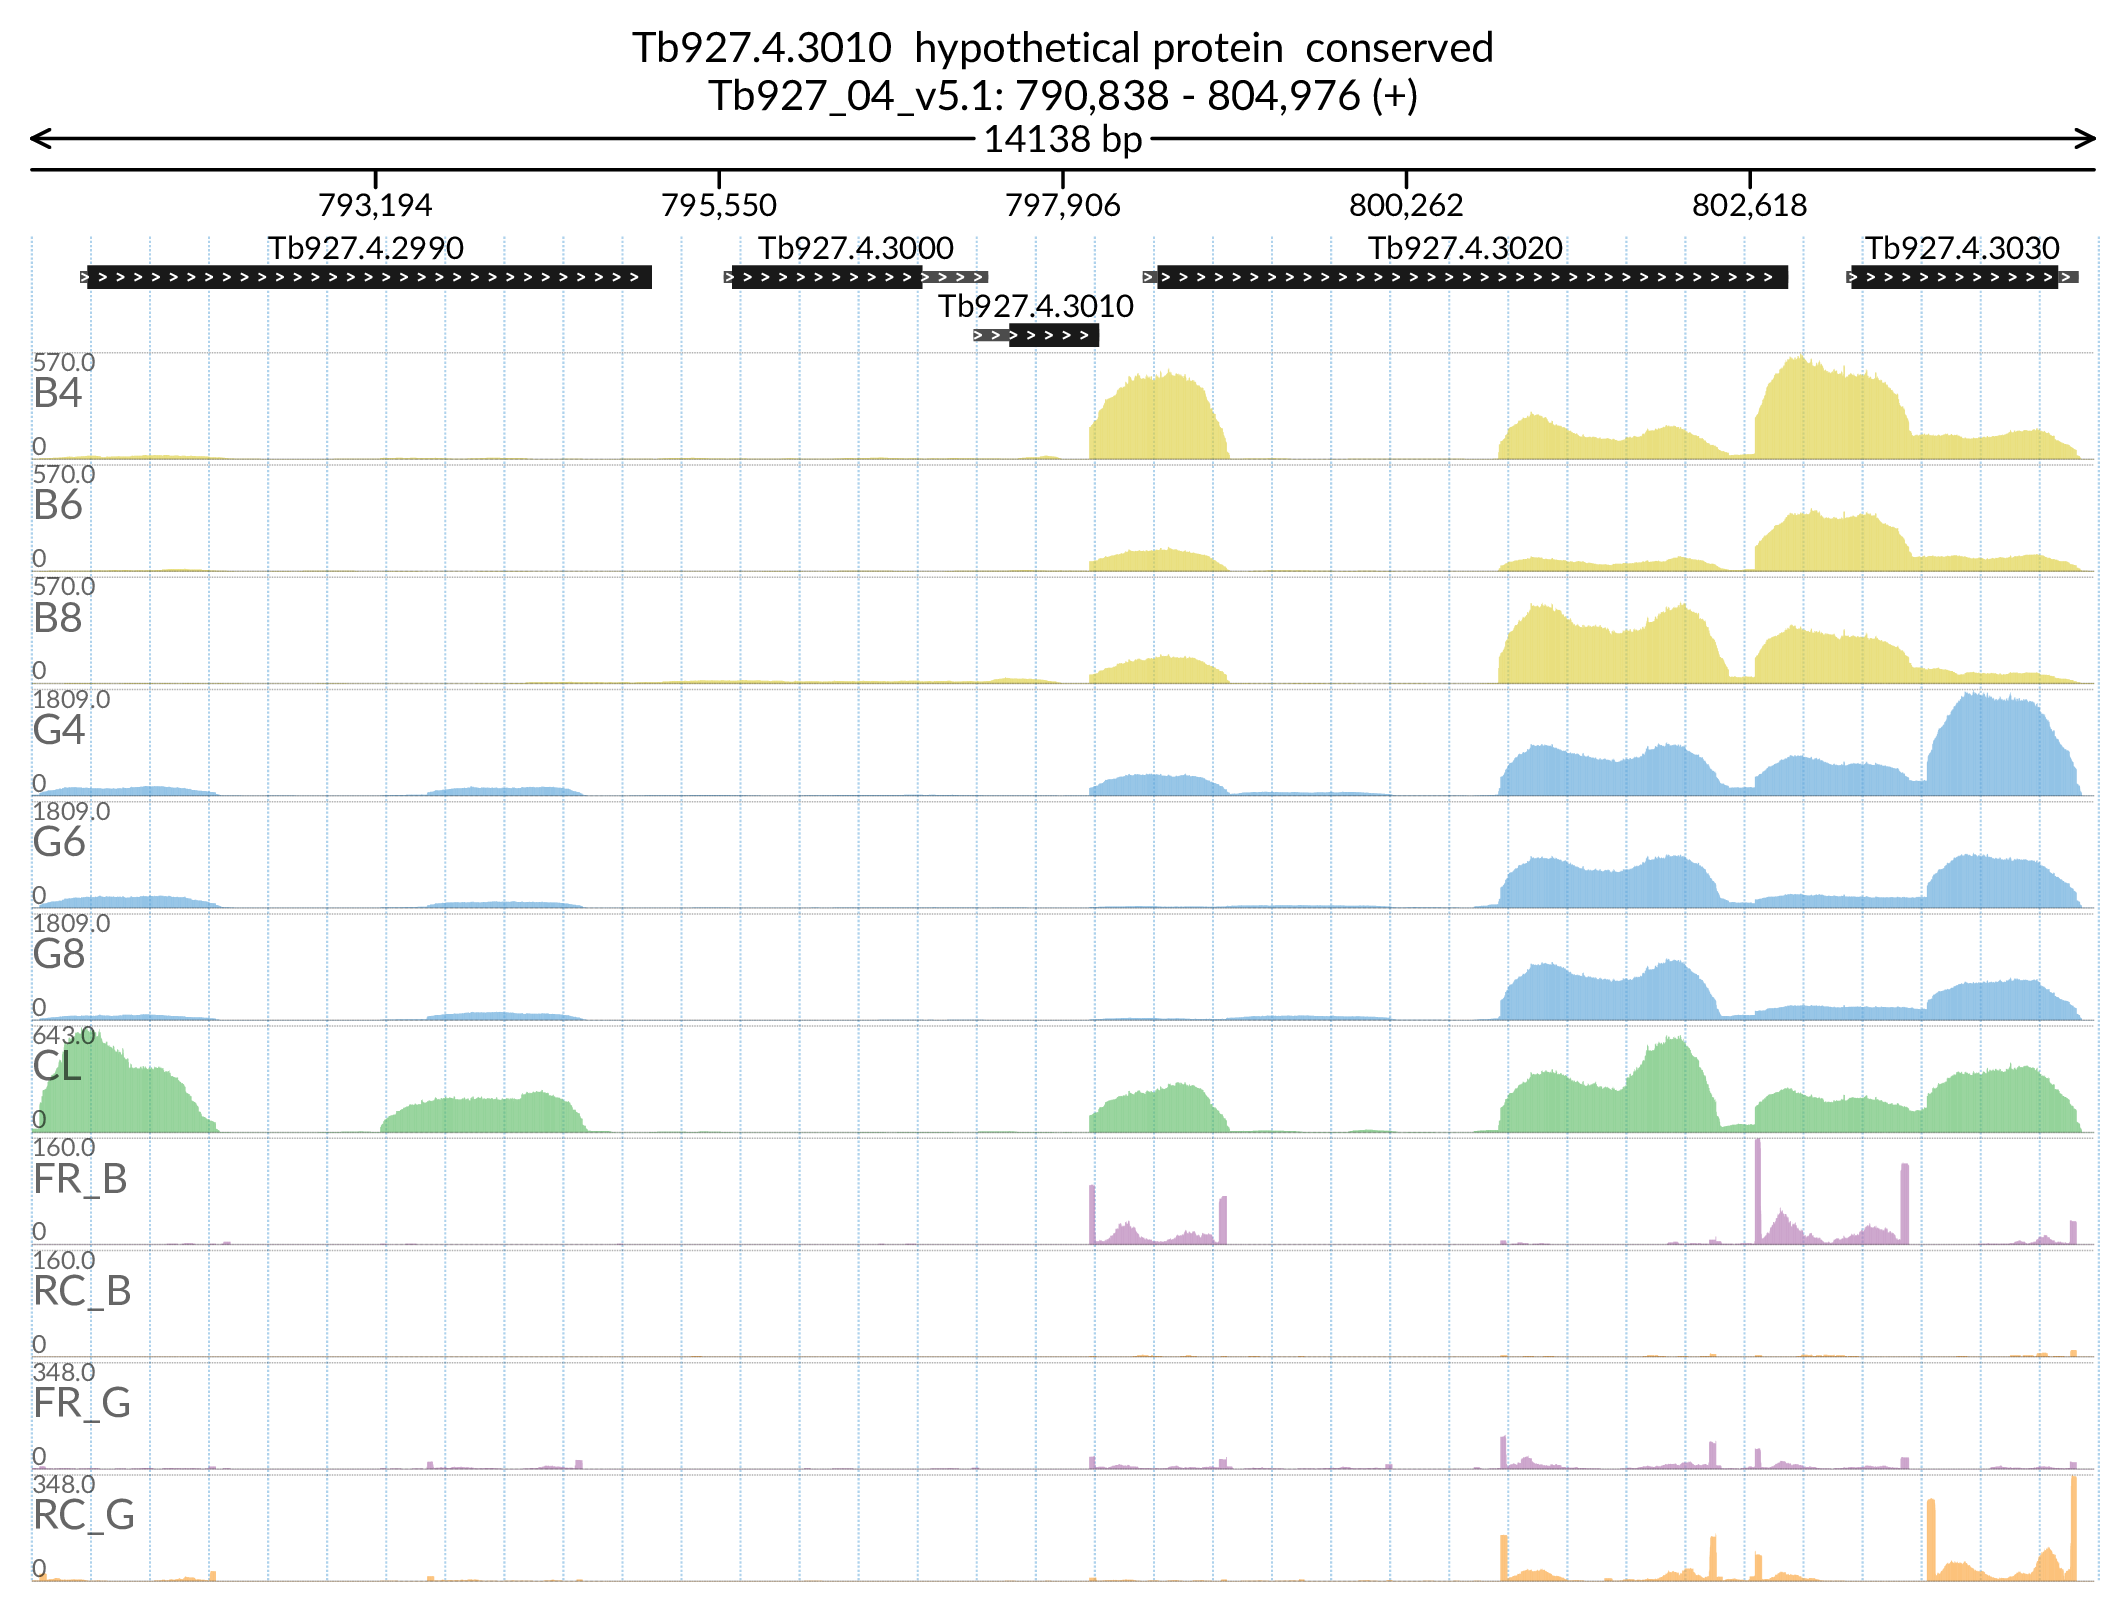 Tb927.4.3010  hypothetical protein  conserved
Tb927_04_v5.1: 790,838 - 804,976 (+)
14138 bp
793,194 795,550 797,906 800,262 802,618
Tb927.4.2990 Tb927.4.3000 Tb927.4.3020 Tb927.4.3030
Tb927.4.3010
570.0
B4
0
570.0
B6
0
570.0
B8
0
1809.0
G4
0
1809.0
G6
0
1809.0
G8
0
643.0
CL
0
160.0
FR_B
0
160.0
RC_B
0
348.0
FR_G
0
348.0
RC_G
0